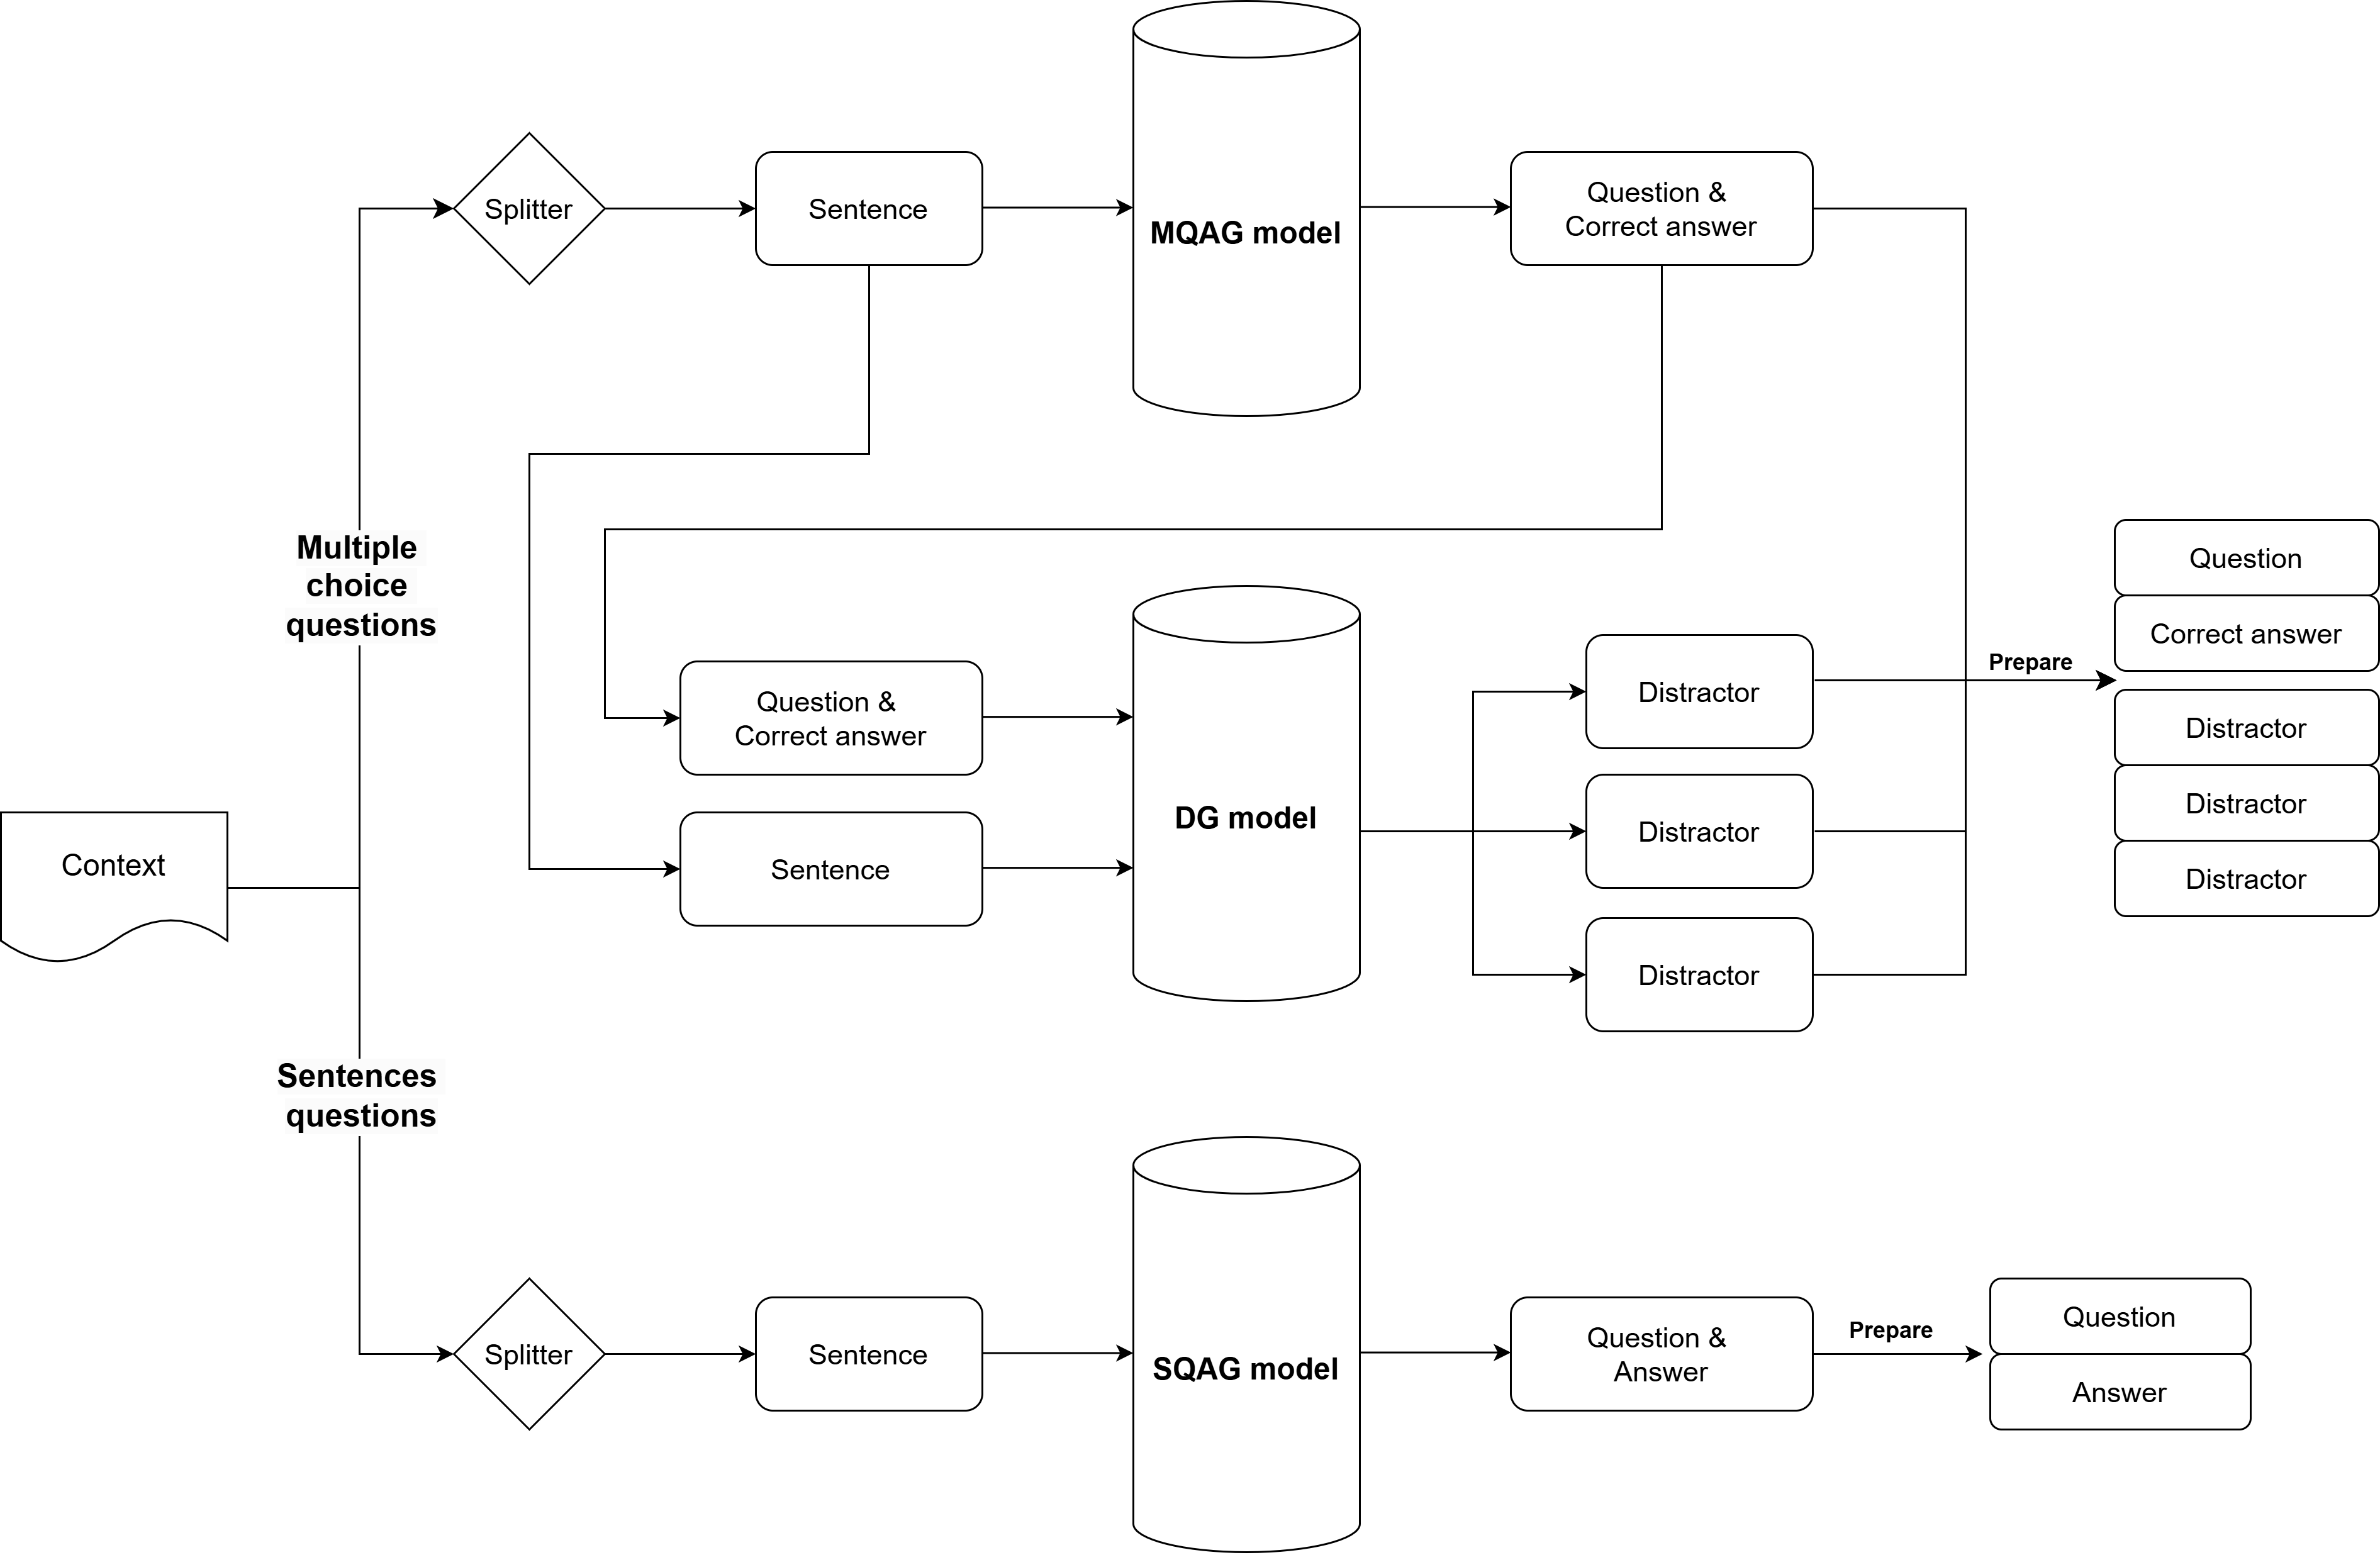 Splitter
Sentence
MQAG model
Question &
Correct answer
Multiple
choice
questions
Question &
Correct answer
Sentence
DG model
Distractor
Distractor
Distractor
Prepare
Question
Correct answer
Distractor
Distractor
Distractor
Context
Sentences
questions
Splitter
Sentence
SQAG model
Question &
Answer
Prepare
Question
Answer